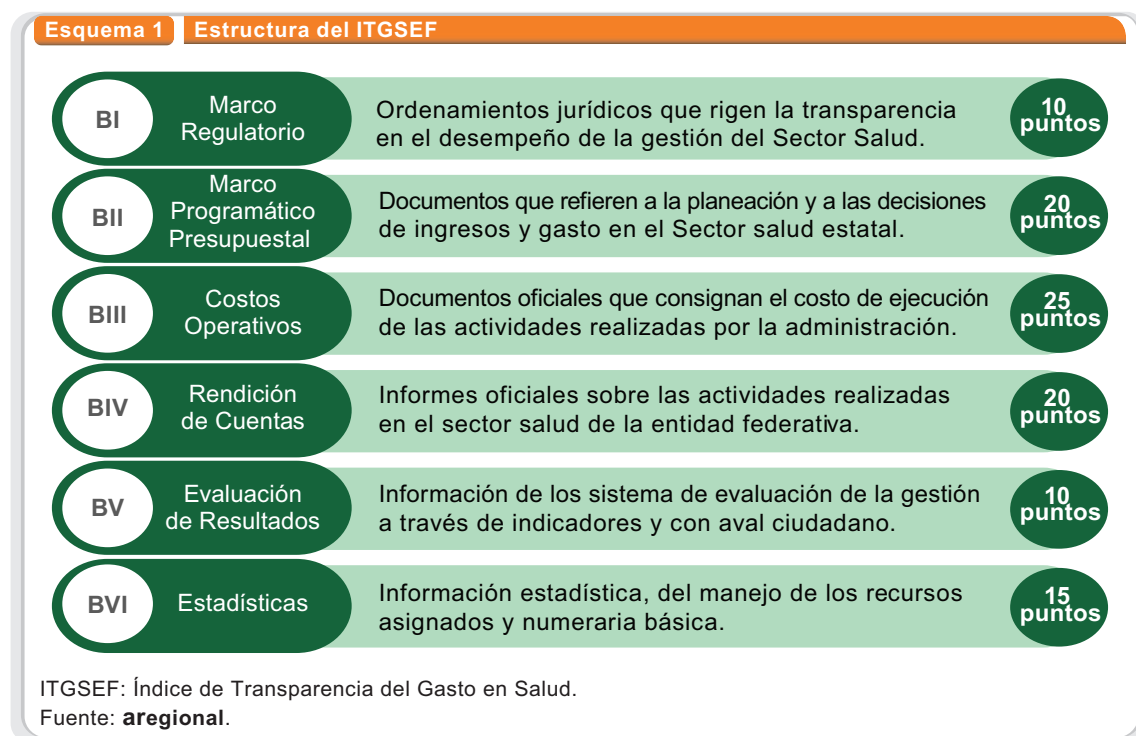 Esquema 1 Estructura del ITGSEF
BI
Marco
Regulatorio
Ordenamientos jurídicos que rigen la transparencia
en el desempeño de la gestión del Sector Salud.
10
puntos
BII
Marco
Programático
Presupuestal
Documentos que refieren a la planeación y a las decisiones
de ingresos y gasto en el Sector salud estatal.
20
puntos
BIII
Costos
Operativos
Documentos oficiales que consignan el costo de ejecución
de las actividades realizadas por la administración.
25
puntos
BIV
Rendición
de Cuentas
Informes oficiales sobre las actividades realizadas
en el sector salud de la entidad federativa.
20
puntos
BV
Evaluación
de Resultados
Información de los sistema de evaluación de la gestión
a través de indicadores y con aval ciudadano.
10
puntos
BVI
Estadísticas
Información estadística, del manejo de los recursos
asignados y numeraria básica.
15
puntos
ITGSEF: Índice de Transparencia del Gasto en Salud.
Fuente: aregional.